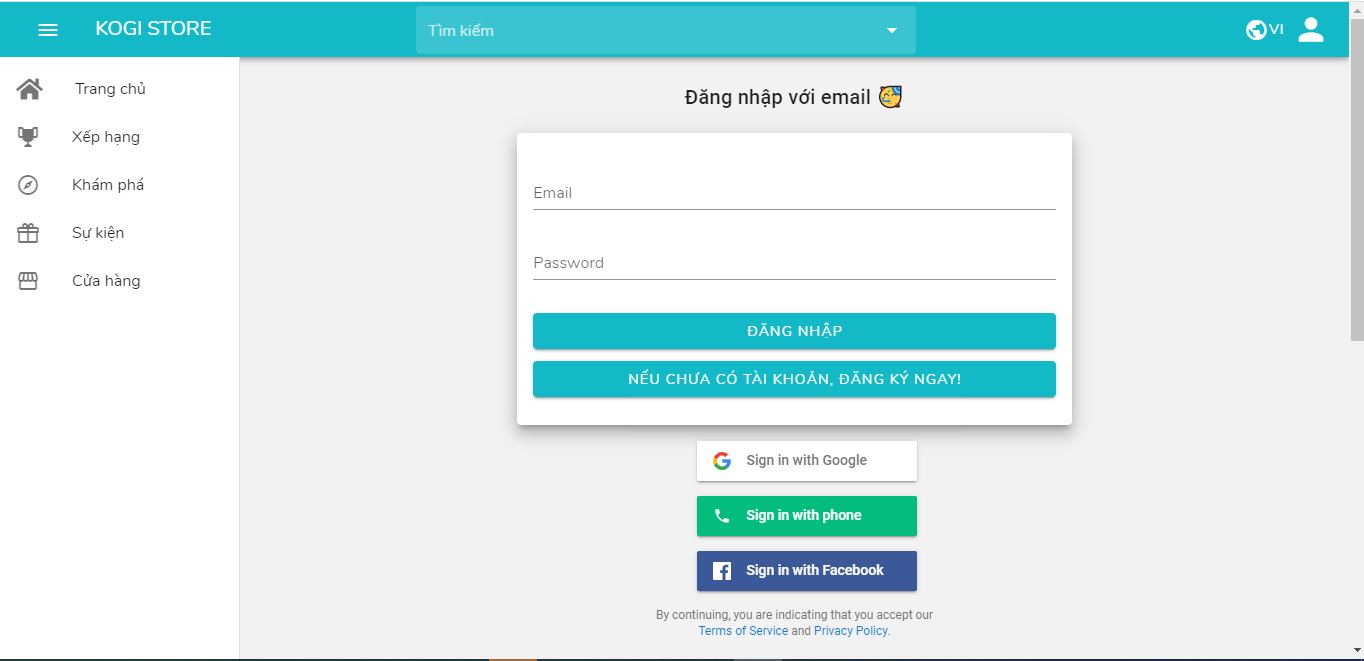 KOGI STORE
Tìm kiếm
VI
Trang chủ
Xếp hạng
Khám phá
Sự kiện
Cửa hàng
Đăng nhập với email 🥳
Email
Password
ĐĂNG NHẬP
NẾU CHƯA CÓ TÀI KHOẢN, ĐĂNG KÝ NGAY!
Sign in with Google
Sign in with phone
Sign in with Facebook
By continuing, you are indicating that you accept our
Terms of Service and Privacy Policy.